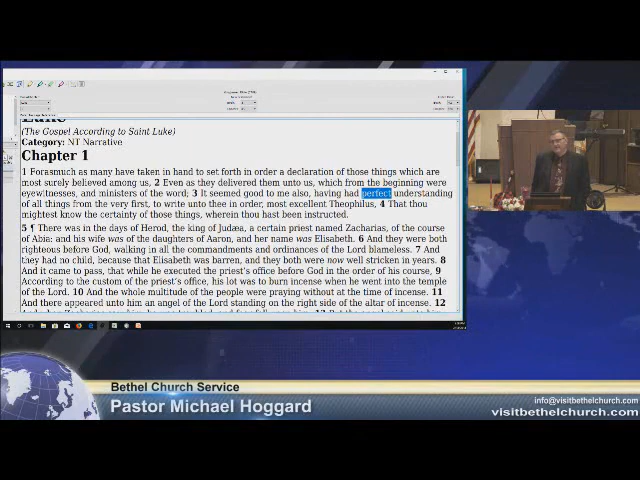 Luke
(The Gospel According to Saint Luke)
Category: NT Narrative
Chapter 1
1 Forasmuch as many have taken in hand to set forth in order a declaration of those things which are
most surely believed among us, 2 Even as they delivered them unto us, which from the beginning were
eyewitnesses, and ministers of the word; 3 It seemed good to me also, having had perfect understanding
of all things from the very first, to write unto thee in order, most excellent Theophilus, 4 That thou
mightest know the certainty of those things, wherein thou hast been instructed.
5 ¶ There was in the days of Herod, the king of Judæa, a certain priest named Zacharias, of the course
of Abia: and his wife was of the daughters of Aaron, and her name was Elisabeth. 6 And they were both
righteous before God, walking in all the commandments and ordinances of the Lord blameless. 7 And
they had no child, because that Elisabeth was barren, and they both were now well stricken in years. 8
And it came to pass, that while he executed the priest's office before God in the order of his course, 9
According to the custom of the priest's office, his lot was to burn incense when he went into the temple
of the Lord. 10 And the whole multitude of the people were praying without at the time of incense. 11
And there appeared unto him an angel of the Lord standing on the right side of the altar of incense. 12
Bethel Church Service
Pastor Michael Hoggard
info@visitbethelchurch.com
visitbethelchurch.com